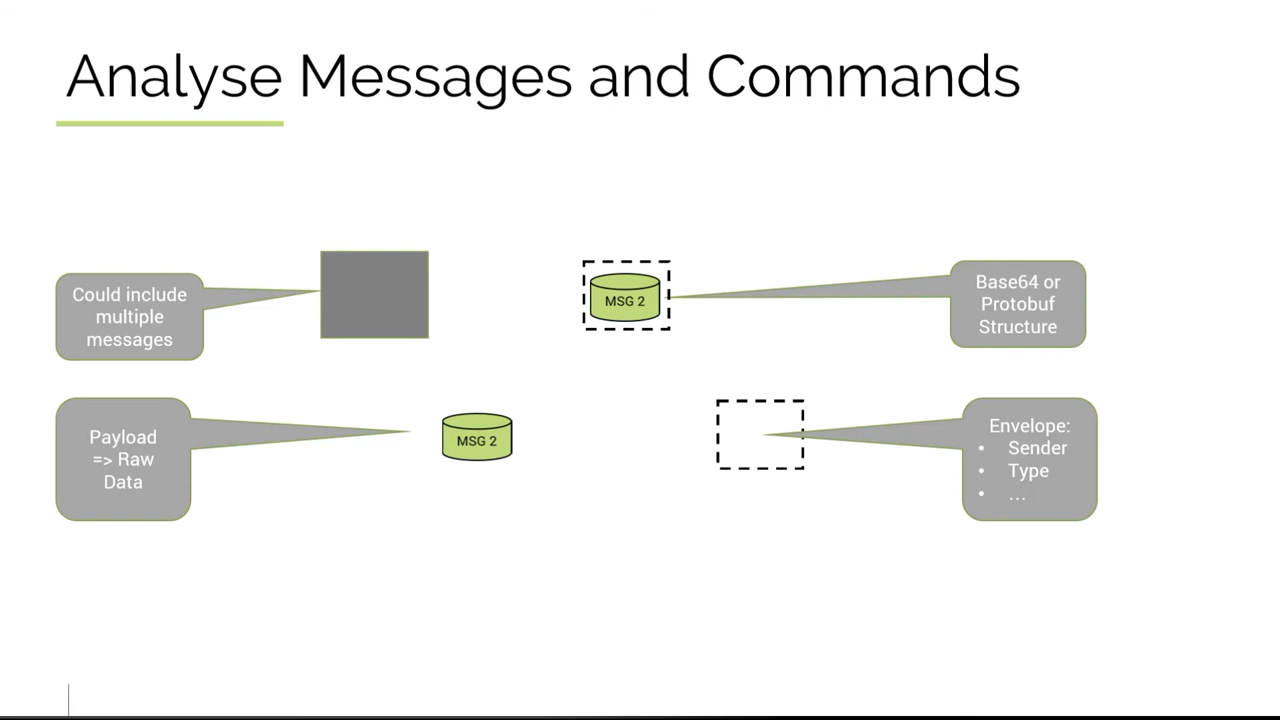 Analyse Messages and Commands
Could include
multiple
messages
MSG 2
Base64 or
Protobuf
Structure
Payload
=> Raw
Data
MSG 2
Envelope:
• Sender
• Type
• ...